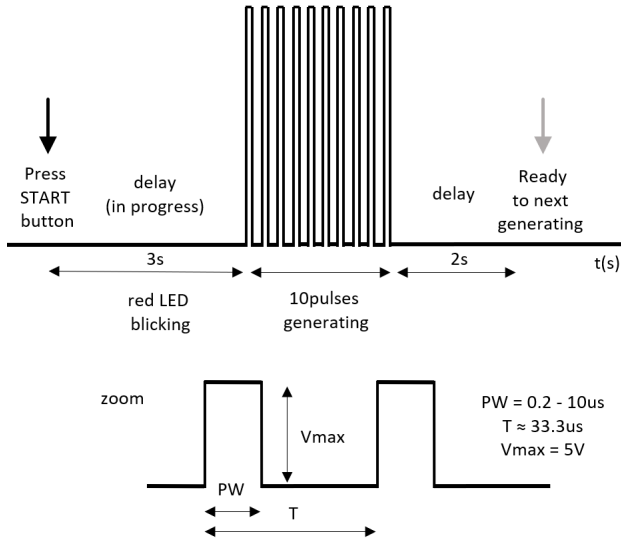 Press
START
button
delay
(in progress)
delay
Ready
to next
generating
3s
2s
t(s)
red LED
blicking
10pulses
generating
zoom
Vmax
PW = 0.2 - 10us
T ≈ 33.3us
Vmax = 5V
PW
T